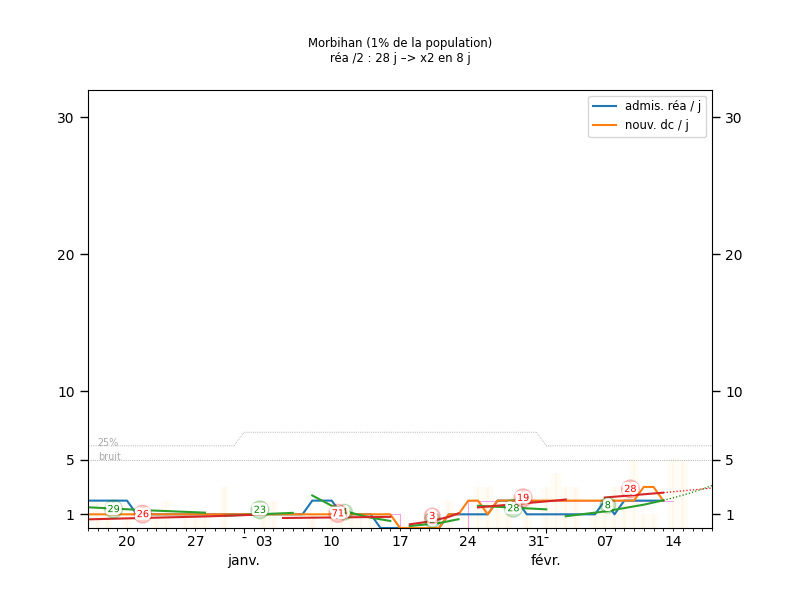 Morbihan (1% de la population)
réa /2 : 28 j –> x2 en 8 j
admis. réa / j
nouv. dc / j
30 30
20 20
10 10
25%
bruit
5 5
29 26 23 71 3 28 19 8 28
1 1
20 27 - 03 10 17 24 31 - 07 14
janv. févr.